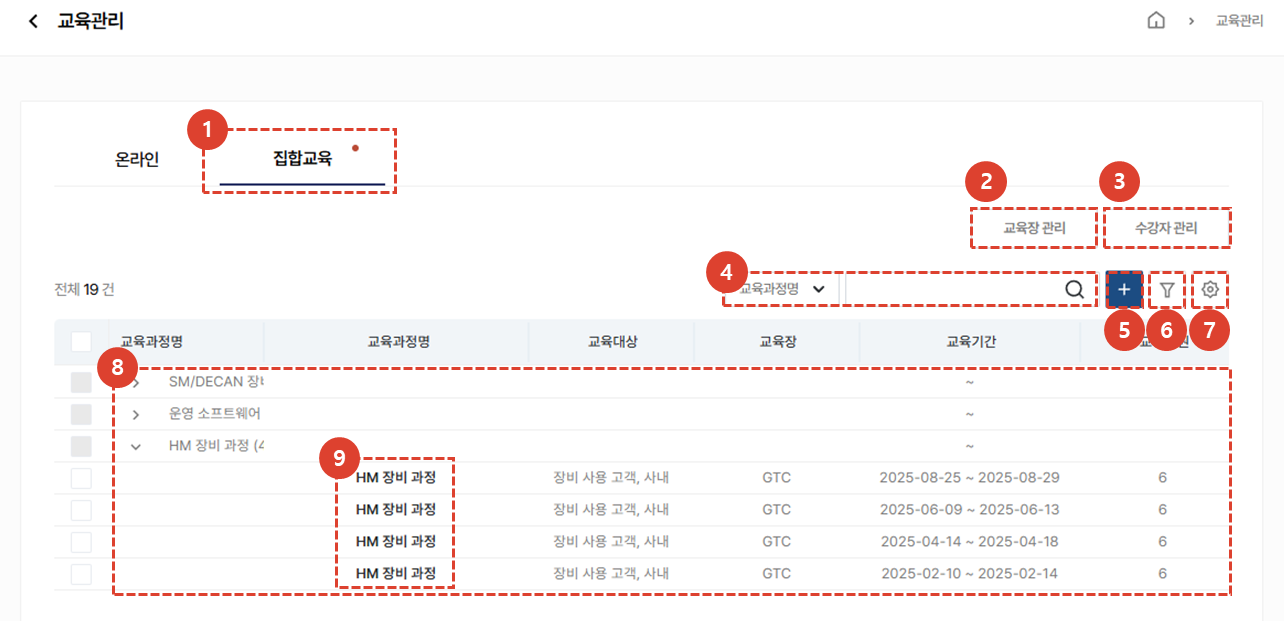 교육관리
교육관리
1
온라인
집합교육
2
3
교육장 관리
수강자 관리
4
전체 19 건
교육과정명
+
5
6
7
교육과정명
교육과정명
교육대상
교육장
교육기간
8
SM/DECAN
~
운영 소프트웨어
~
HM 장비 과정 (4
~
9
HM 장비 과정 장비 사용 고객, 사내 GTC 2025-08-25 ~ 2025-08-29 6
HM 장비 과정 장비 사용 고객, 사내 GTC 2025-06-09 ~ 2025-06-13 6
HM 장비 과정 장비 사용 고객, 사내 GTC 2025-04-14 ~ 2025-04-18 6
HM 장비 과정 장비 사용 고객, 사내 GTC 2025-02-10 ~ 2025-02-14 6